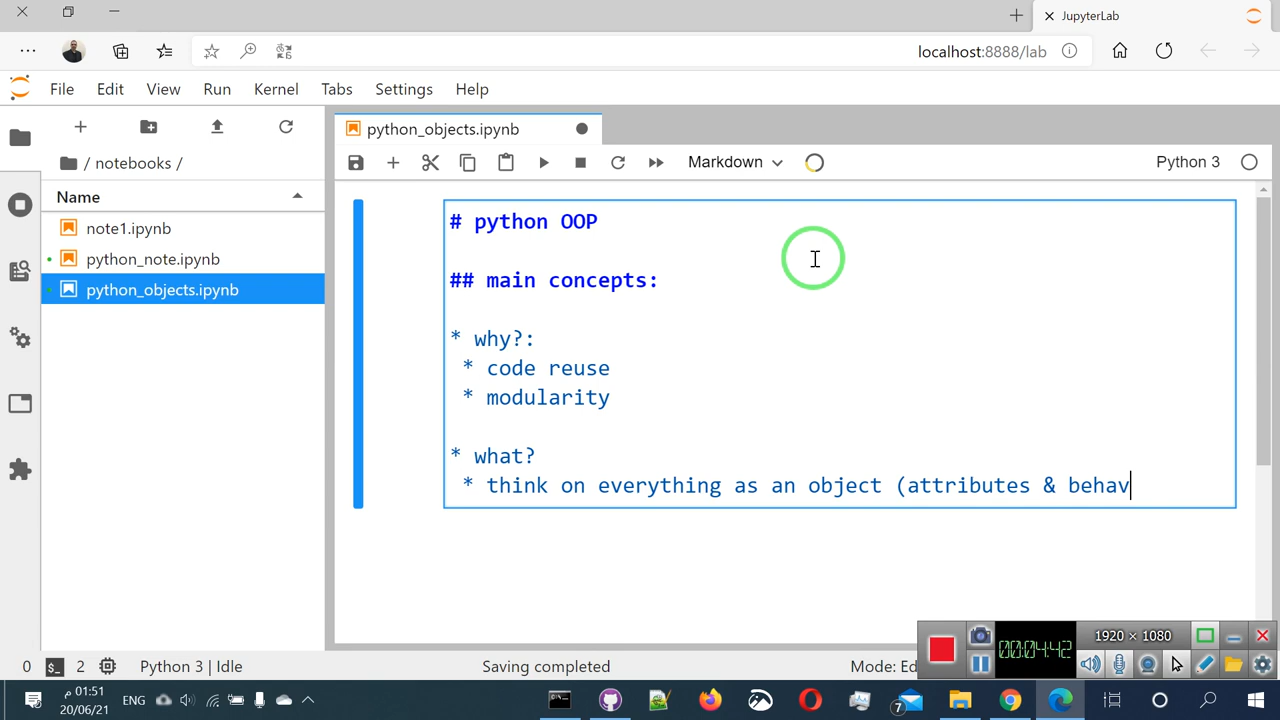 JupyterLab
localhost:8888/lab
File Edit View Run Kernel Tabs Settings Help
python_objects.ipynb
/ notebooks /
Markdown
Python 3
Name
note1.ipynb
python_note.ipynb
python_objects.ipynb
# python OOP
## main concepts:
* why?:
* code reuse
* modularity
* what?
* think on everything as an object (attributes & behav
1920 × 1080
00:04:42
0
2
Python 3 | Idle
Saving completed
Mode: Ed
01:51 م
20/06/21
ENG
7